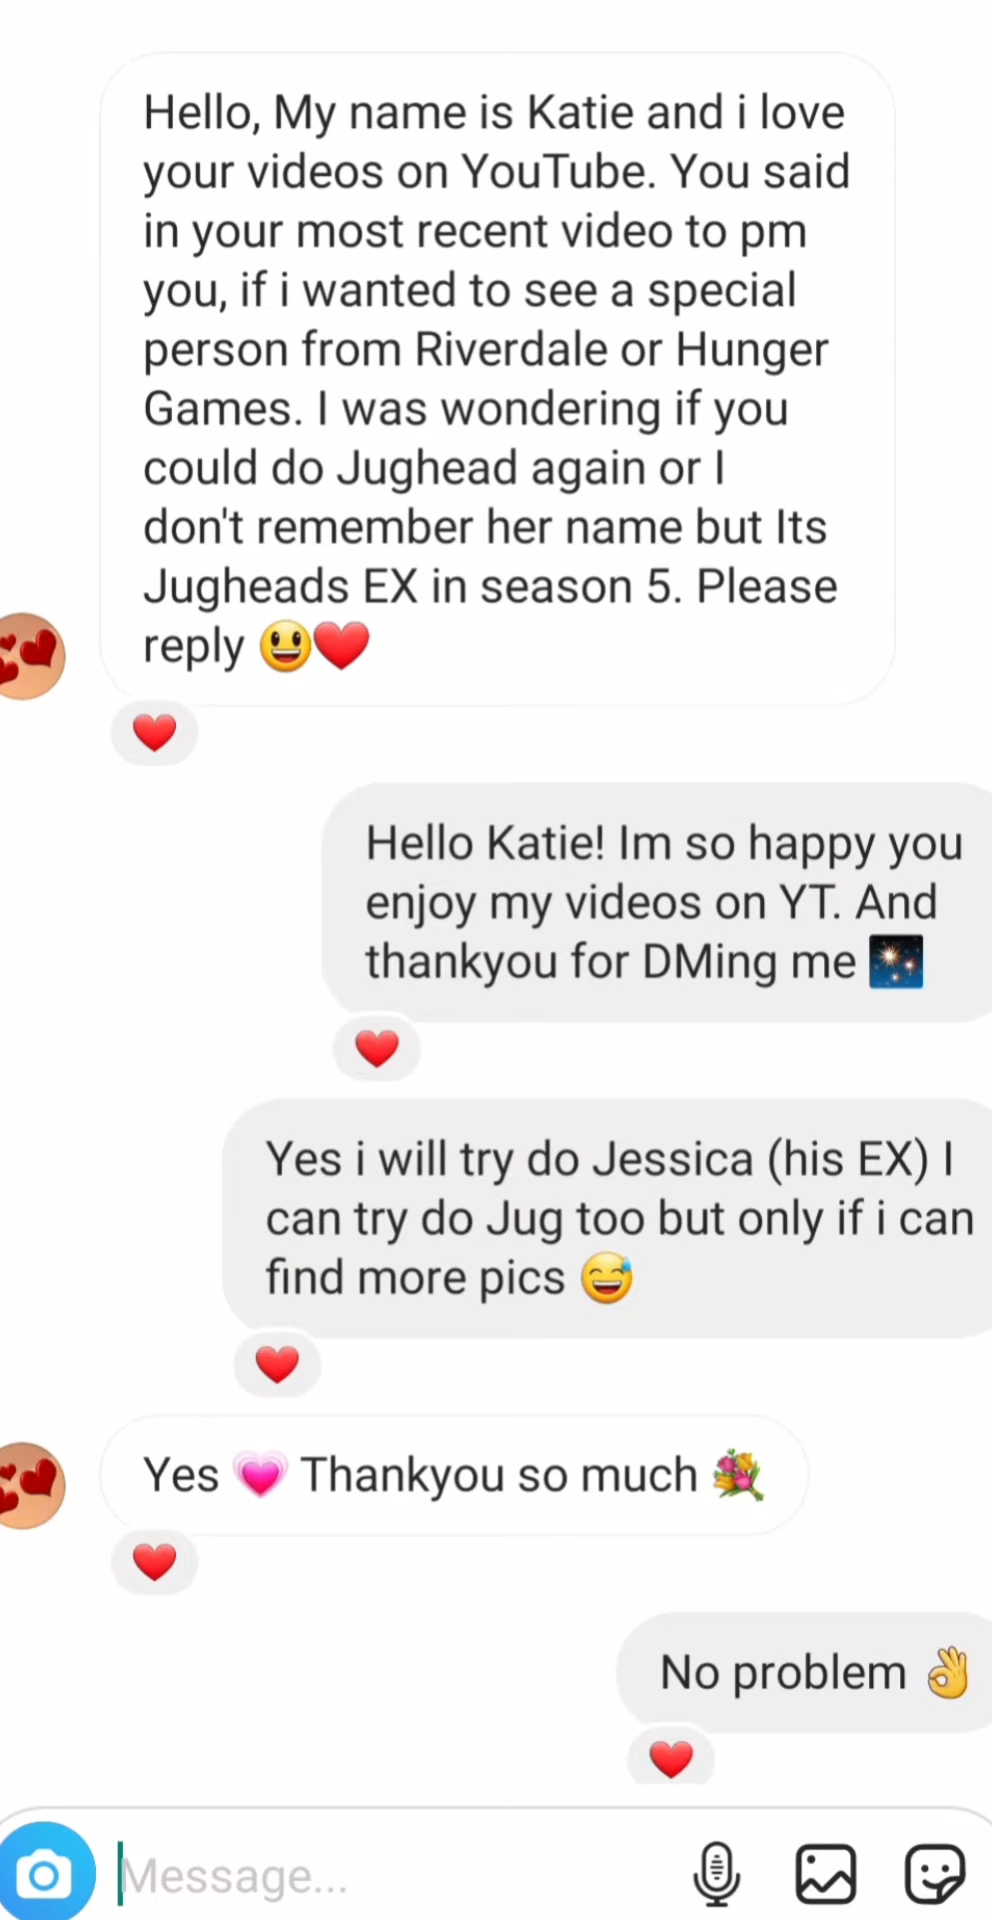 Hello, My name is Katie and i love
your videos on YouTube. You said
in your most recent video to pm
you, if i wanted to see a special
person from Riverdale or Hunger
Games. I was wondering if you
could do Jughead again or I
don't remember her name but Its
Jugheads EX in season 5. Please
reply 😃❤️
❤️
Hello Katie! Im so happy you
enjoy my videos on YT. And
thankyou for DMing me 🎇
❤️
Yes i will try do Jessica (his EX) I
can try do Jug too but only if i can
find more pics 😅
❤️
Yes 💗 Thankyou so much 💐
❤️
No problem 👌
❤️
Message...